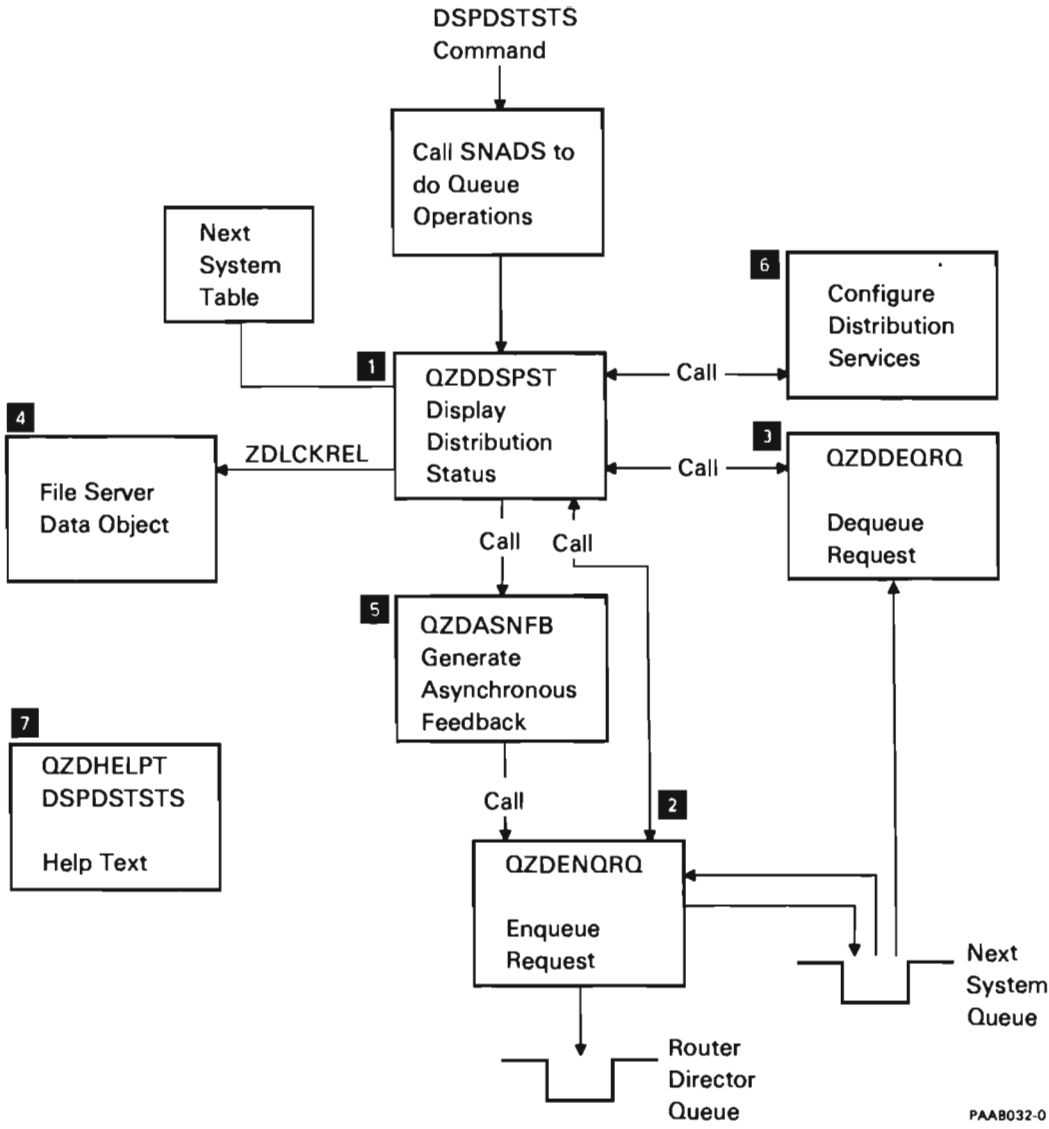 DSPDSTSTS
Command
Call SNADS to
do Queue
Operations
Next
System
Table
6
Configure
Distribution
Services
1
QZDDSPST
Display
Distribution
Status
Call
4
File Server
Data Object
ZDLCKREL
3
QZDDEQRQ
Dequeue
Request
Call
Call
Call
5
QZDASNFB
Generate
Asynchronous
Feedback
7
QZDHELPT
DSPDSTSTS
Help Text
Call
2
QZDENQRQ
Enqueue
Request
Next
System
Queue
Router
Director
Queue
PAAB032-0